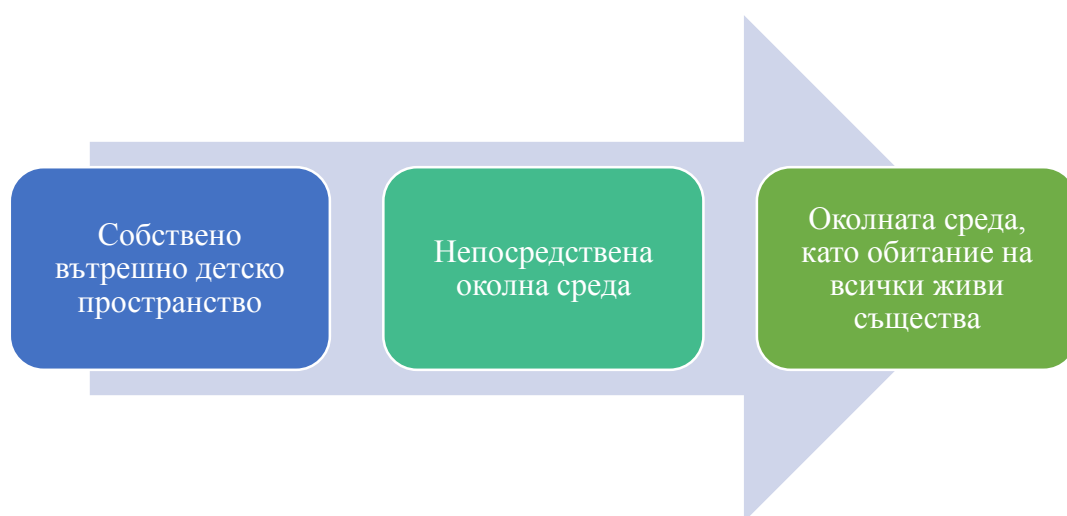 Собствено
вътрешно детско
пространство
Непосредствена
околна среда
Околната среда,
като обитание на
всички живи
същества